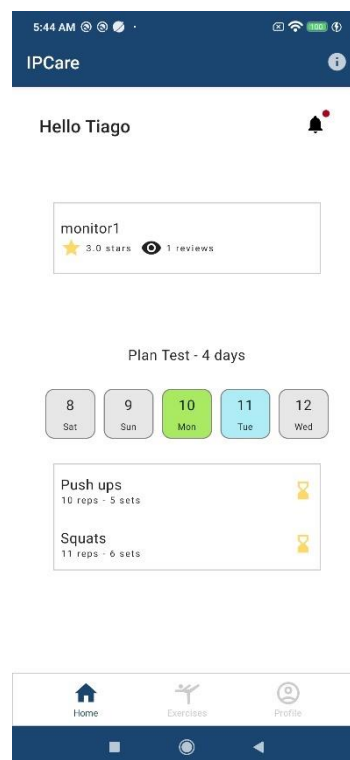 5:44 AM
100
IPCare
Hello Tiago
monitor1
3.0 stars 1 reviews
Plan Test - 4 days
8 9 10 11 12
Sat Sun Mon Tue Wed
Push ups
10 reps - 5 sets
Squats
11 reps - 6 sets
Home Exercises Profile